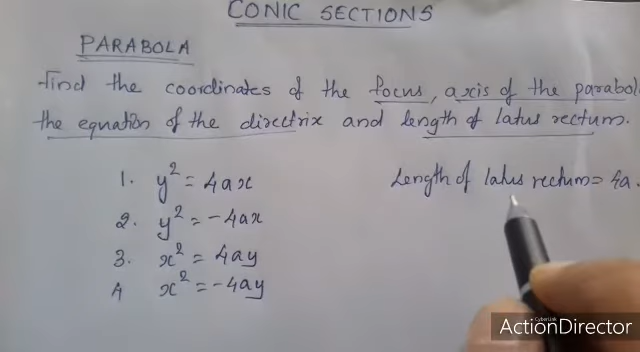 CONIC SECTIONS
PARABOLA
Find the coordinates of the focus, axis of the parabol
the equation of the directrix and length of latus rectum.
1. y² = 4ax
Length of latus rectum = 4a.
2. y² = -4ax
3. x² = 4ay
4 x² = -4ay
CyberLink
ActionDirector